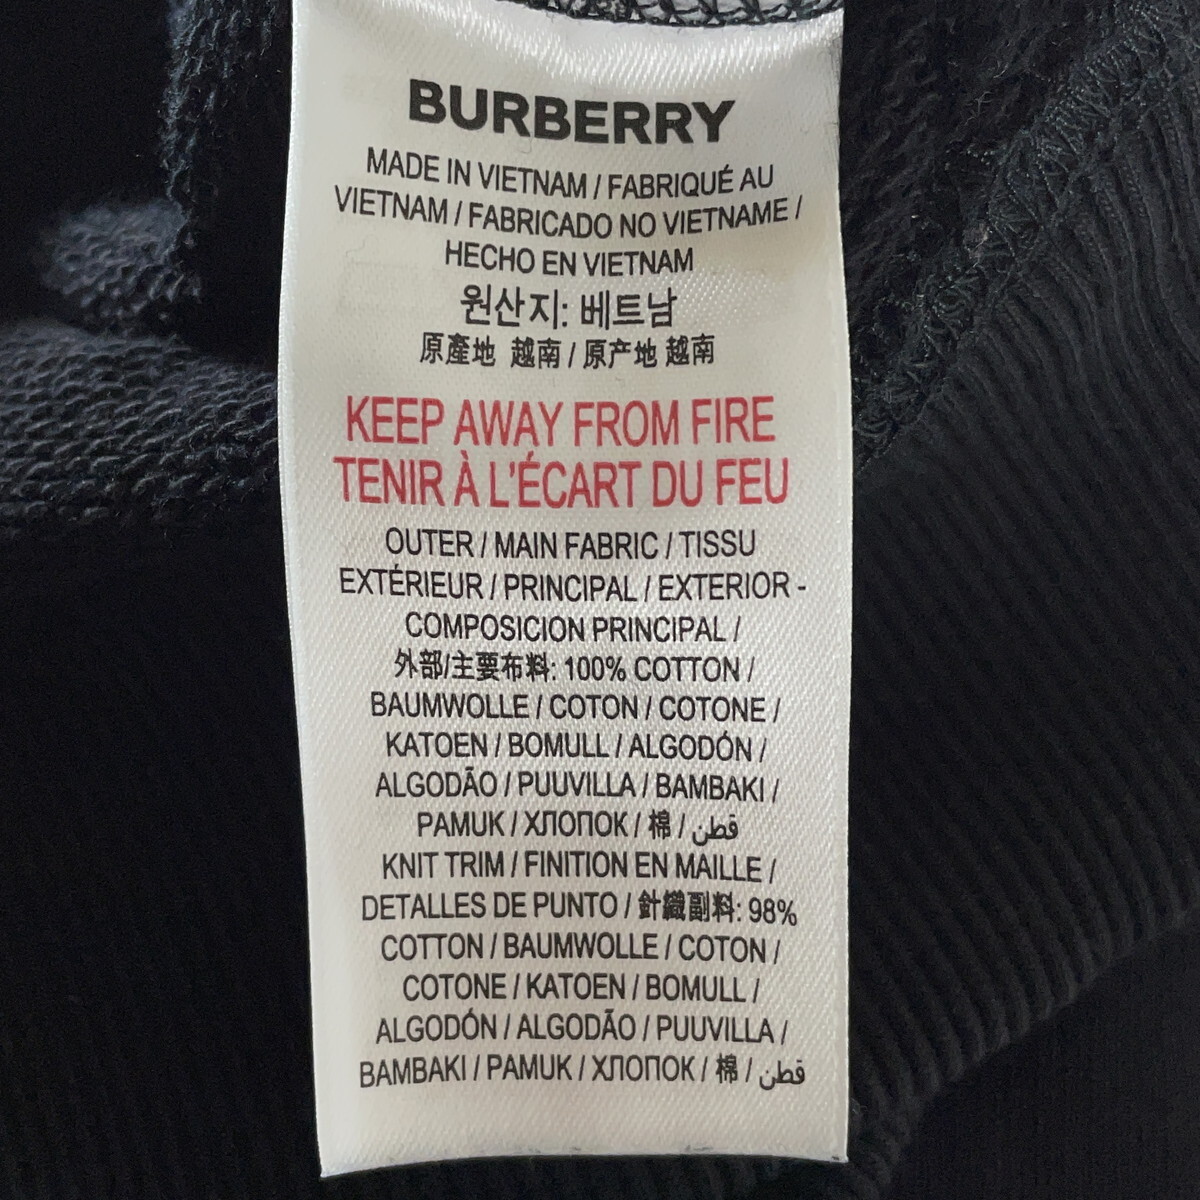 BURBERRY
MADE IN VIETNAM / FABRIQUÉ AU
VIETNAM / FABRICADO NO VIETNAME /
HECHO EN VIETNAM
원산지: 베트남
原產地 越南 / 原产地 越南
KEEP AWAY FROM FIRE
TENIR À L'ÉCART DU FEU
OUTER / MAIN FABRIC / TISSU
EXTÉRIEUR / PRINCIPAL / EXTERIOR -
COMPOSICION PRINCIPAL /
外部/主要布料: 100% COTTON /
BAUMWOLLE / COTON / COTONE /
KATOEN / BOMULL / ALGODÓN /
ALGODÃO / PUUVILLA / BAMBAKI /
PAMUK / ХЛОПОК / 棉 / قطن
KNIT TRIM / FINITION EN MAILLE /
DETALLES DE PUNTO / 針織副料: 98%
COTTON / BAUMWOLLE / COTON /
COTONE / KATOEN / BOMULL /
ALGODÓN / ALGODÃO / PUUVILLA /
BAMBAKI / PAMUK / ХЛОПОК / 棉 / قطن